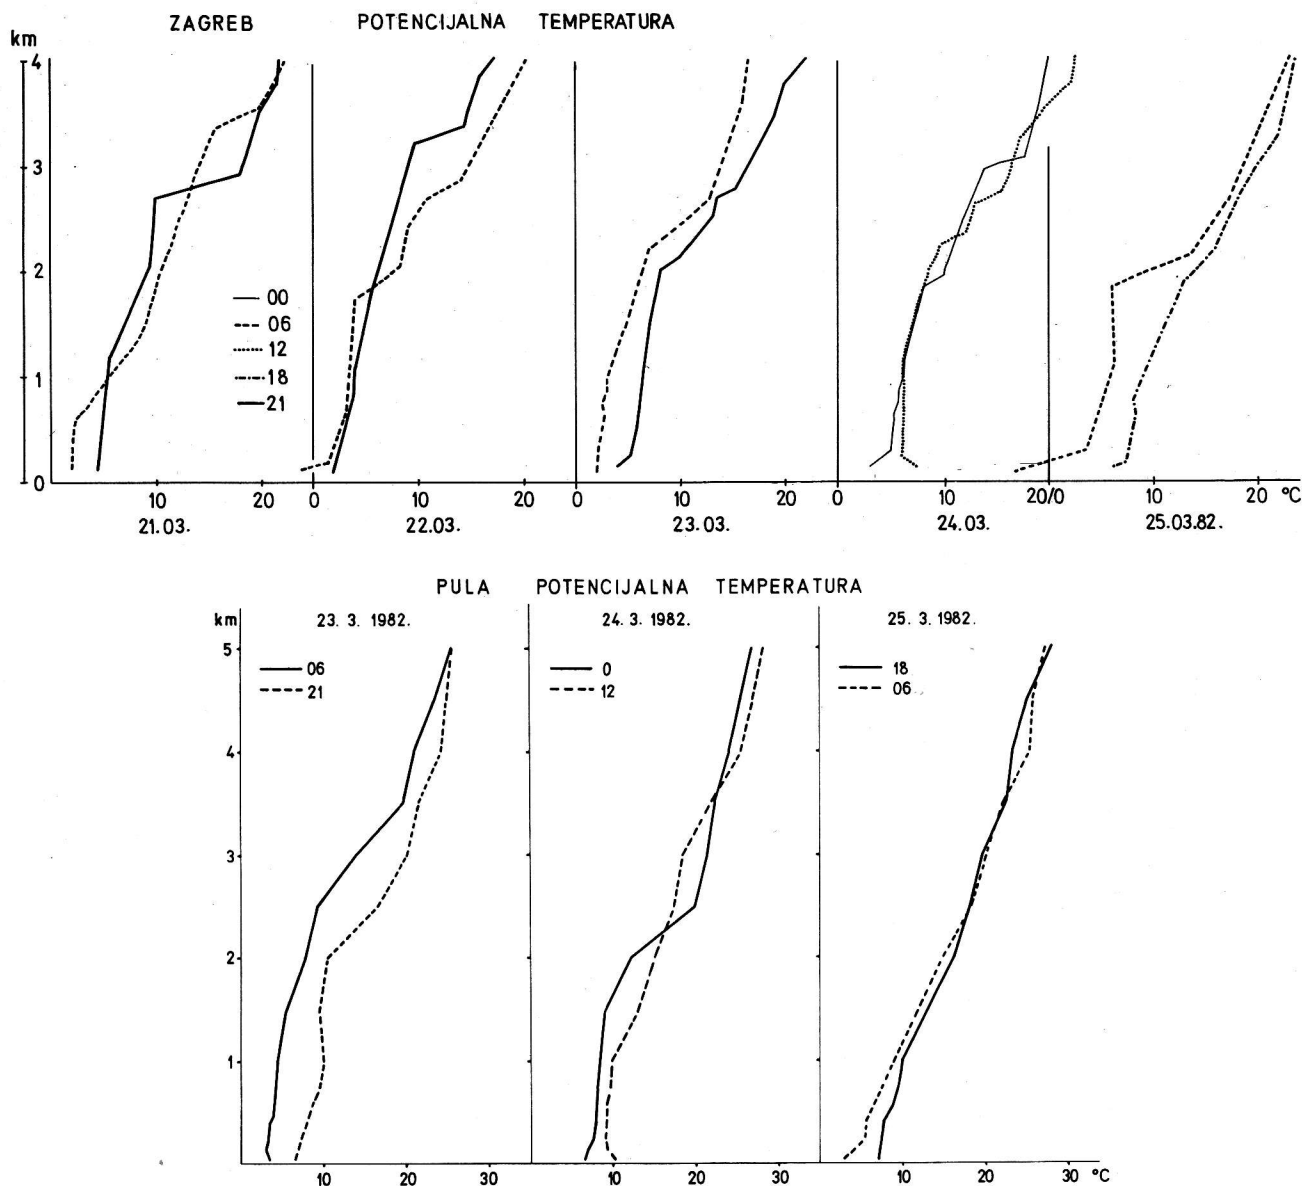 ZAGREB POTENCIJALNA TEMPERATURA
km
4
3
2
1
0
00
06
12
18
21
10 20 0 10 20 0 10 20 0 10 20/0 10 20 °C
21.03. 22.03. 23.03. 24.03. 25.03.82.
PULA POTENCIJALNA TEMPERATURA
km 23. 3. 1982. 24. 3. 1982. 25. 3. 1982.
5
06 0 18
21 12 06
4
3
2
1
10 20 30 10 20 30 10 20 30 °C